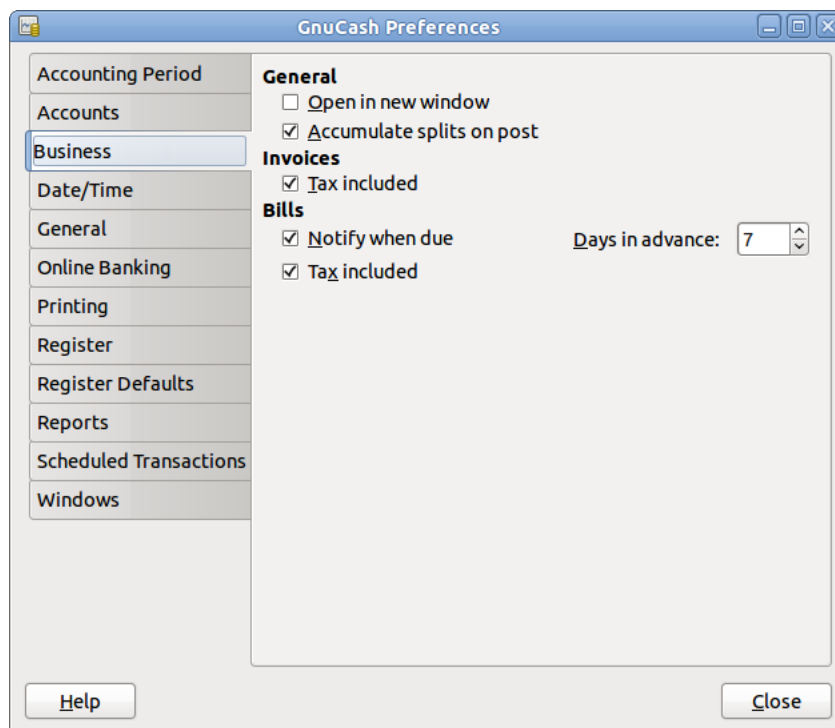 GnuCash Preferences
Accounting Period
Accounts
Business
Date/Time
General
Online Banking
Printing
Register
Register Defaults
Reports
Scheduled Transactions
Windows
General
Open in new window
Accumulate splits on post
Invoices
Tax included
Bills
Notify when due Days in advance: 7
Tax included
Help Close